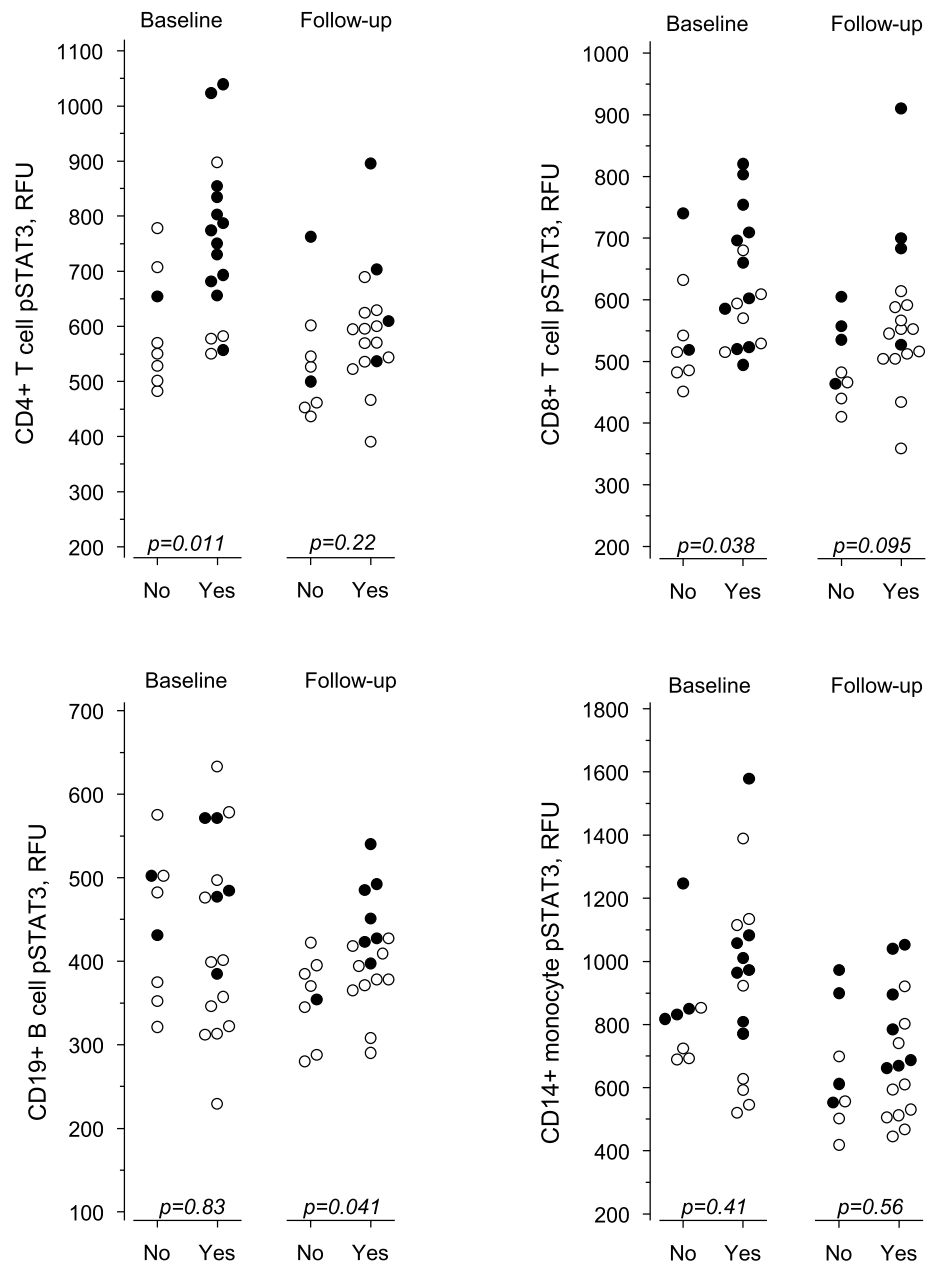 Baseline Follow-up
CD4+ T cell pSTAT3, RFU
1100
1000
900
800
700
600
500
400
300
200
p=0.011 p=0.22
No Yes No Yes
Baseline Follow-up
CD8+ T cell pSTAT3, RFU
1000
900
800
700
600
500
400
300
200
p=0.038 p=0.095
No Yes No Yes
Baseline Follow-up
CD19+ B cell pSTAT3, RFU
700
600
500
400
300
200
100
p=0.83 p=0.041
No Yes No Yes
Baseline Follow-up
CD14+ monocyte pSTAT3, RFU
1800
1600
1400
1200
1000
800
600
400
200
p=0.41 p=0.56
No Yes No Yes